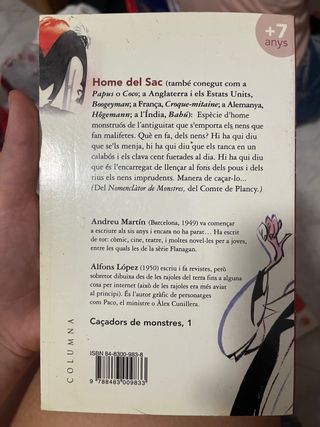 +7
anys
Home del Sac (també conegut com a
Papus o Coco; a Anglaterra i els Estats Units,
Boogeyman; a França, Croque-mitaine; a Alemanya,
Högemann; a l'Índia, Babú): Espècie d'home
monstruós de l'antiguitat que s'emporta els nens que
fan malifetes. Què en fa, dels nens? Hi ha qui diu
que se'ls menja, hi ha qui diu que els tanca en un
calabós i els clava cent fuetades al dia. Hi ha qui diu
que és l'encarregat de llençar al fons dels pous i dels
rius els nens imprudents. Manera de caçar-lo...
(Del Nomenclàtor de Monstres, del Comte de Plancy.)
Andreu Martín (Barcelona, 1949) va començar
a escriure als sis anys i encara no ha parat... Ha escrit
de tot: còmic, cine, teatre, i moltes novel·les per a joves,
entre les quals les de la sèrie Flanagan.
Alfons López (1950) escriu i fa revistes, però
sobretot dibuixa des de les rajoles del terra fins a alguna
cosa per internet (així que les rajoles era més aviat
al principi). És l'autor gràfic de personatges
com Paco, el ministre o Àlex Cunillera.
Caçadors de monstres, 1
COLUMNA
ISBN 84-8300-983-8
9 788483 009833